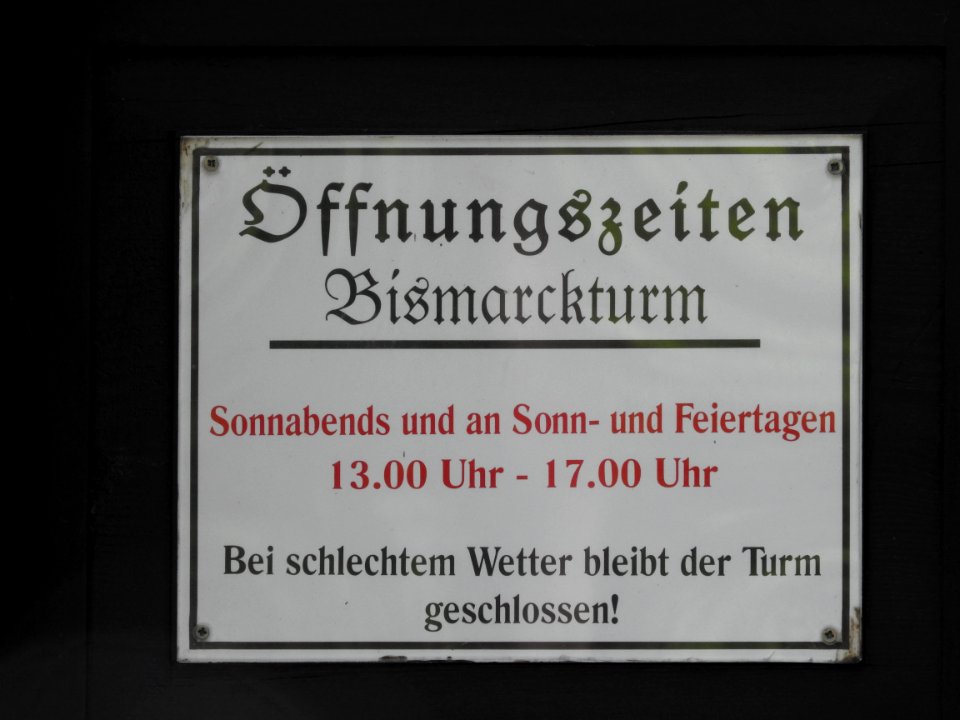 Öffnungszeiten
Bismarckturm
Sonnabends und an Sonn- und Feiertagen
13.00 Uhr - 17.00 Uhr
Bei schlechtem Wetter bleibt der Turm
geschlossen!